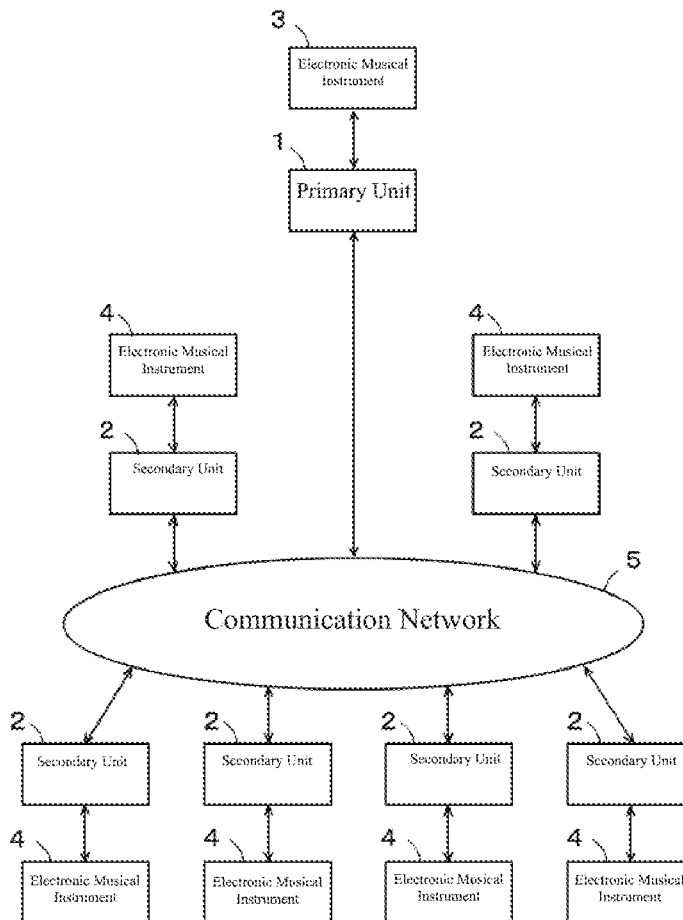 3
Electronic Musical
Instrument
1
Primary Unit
4
Electronic Musical
Instrument
4
Electronic Musical
Instrument
2
Secondary Unit
2
Secondary Unit
5
Communication Network
2
Secondary Unit
2
Secondary Unit
2
Secondary Unit
2
Secondary Unit
4
Electronic Musical
Instrument
4
Electronic Musical
Instrument
4
Electronic Musical
Instrument
4
Electronic Musical
Instrument